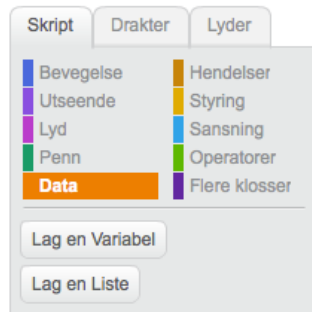 Skript Drakter Lyder
Bevegelse Hendelser
Utseende Styring
Lyd Sansning
Penn Operatorer
Data Flere klosser
Lag en Variabel
Lag en Liste